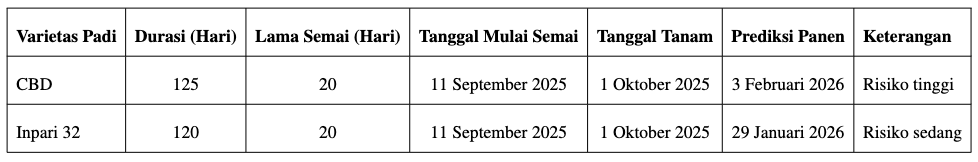 Varietas Padi Durasi (Hari) Lama Semai (Hari) Tanggal Mulai Semai Tanggal Tanam Prediksi Panen Keterangan
CBD 125 20 11 September 2025 1 Oktober 2025 3 Februari 2026 Risiko tinggi
Inpari 32 120 20 11 September 2025 1 Oktober 2025 29 Januari 2026 Risiko sedang